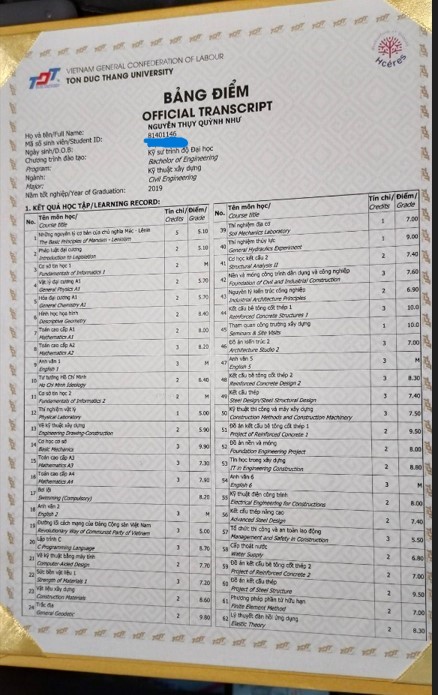 VIETNAM GENERAL CONFEDERATION OF LABOUR
TON DUC THANG UNIVERSITY
Hcéres
BẢNG ĐIỂM
OFFICIAL TRANSCRIPT
Họ và tên/Full Name: NGUYỄN THỤY QUỲNH NHƯ
Mã số sinh viên/Student ID: 81401146
Ngày sinh/D.O.B:
Chương trình đào tạo: Kỹ sư trình độ Đại học
Program: Bachelor of Engineering
Ngành: Kỹ thuật xây dựng
Major: Civil Engineering
Năm tốt nghiệp/Year of Graduation: 2019
1. KẾT QUẢ HỌC TẬP/LEARNING RECORD:
No. Tên môn học/ Tín chỉ/ Điểm/
Course title Credits Grade
Những nguyên lý cơ bản của chủ nghĩa Mác - Lênin 5 5.10
The Basic Principles of Marxism - Leninism
Pháp luật đại cương 2 5.10
Introduction to Legislation
Cơ sở tin học 1 M
Fundamentals of Informatics 1
Vật lý đại cương A1 5.70
General Physics A1
Hóa đại cương A1 5.70
General Chemistry A1
Hình học họa hình 8.40
Descriptive Geometry
Toán cao cấp A1 8.00
Mathematics A1
Toán cao cấp A2 8.20
Mathematics A2
Anh văn 1 M
English 1
Tư tưởng Hồ Chí Minh 2 8.40
Ho Chi Minh Ideology
Cơ sở tin học 2 M
Fundamentals of Informatics 2
Thí nghiệm vật lý 1 5.00
Physical Laboratory
Vẽ kỹ thuật xây dựng 2 5.90
Engineering Drawing-Construction
14 Cơ học cơ sở 3 9.90
Basic Mechanics
15 Toán cao cấp A3 3 7.30
Mathematics A3
16 Toán cao cấp A4 3 7.90
Mathematics A4
17 Bơi lội 8.20
Swimming (Compulsory)
18 Anh văn 2 3 M
English 2
19 Đường lối cách mạng của Đảng Cộng sản Việt Nam 3 5.00
Revolutionary Way of Communist Party of Vietnam
20 Lập trình C 3 8.70
C Programming Language
21 Vẽ kỹ thuật bằng máy tính 2 7.70
Computer-Aided Design
22 Sức bền vật liệu 1 3 7.20
Strength of Materials 1
23 Vật liệu xây dựng 2 8.60
Construction Materials
24 Trắc địa 2 9.80
General Geodesy
No. Tên môn học/ Tín chỉ/ Điểm/
Course title Credits Grade
39 Thí nghiệm địa cơ 1 7.00
Soil Mechanics Laboratory
40 Thí nghiệm thủy lực 1 9.00
General Hydraulics Experiment
41 Cơ học kết cấu 2 2 7.40
Structural Analysis II
42 Nền và móng công trình dân dụng và công nghiệp 3 7.60
Foundation of Civil and Industrial Construction
43 Nguyên lý kiến trúc công nghiệp 2 6.90
Industrial Architecture Principles
44 Kết cấu bê tông cốt thép 1 3 10.0
Reinforced Concrete Structures 1
45 Tham quan công trường xây dựng 1 10.0
Seminars & Site Visits
46 Đồ án kiến trúc 2 3 7.00
Architecture Studio 2
47 Anh văn 5 3 M
English 5
48 Kết cấu bê tông cốt thép 2 3 8.30
Reinforced Concrete Design 2
49 Kết cấu thép 3 7.40
Steel Design/Steel Structural Design
50 Kỹ thuật thi công và máy xây dựng 3 7.50
Construction Methods and Construction Machinery
51 Đồ án kết cấu bê tông cốt thép 1 2 9.50
Project of Reinforced Concrete 1
52 Đồ án nền và móng 2 8.00
Foundation Engineering Project
53 Tin học trong xây dựng 2 8.80
IT in Engineering Construction
54 Anh văn 6 3 M
English 6
55 Kỹ thuật điện công trình 2 8.00
Electrical Engineering for Constructions
56 Kết cấu thép nâng cao 2 7.40
Advanced Steel Design
57 Tổ chức thi công và an toàn lao động 3 5.50
Management and Safety in Construction
58 Cấp thoát nước 2 6.80
Water Supply
59 Đồ án kết cấu bê tông cốt thép 2 2 7.00
Project of Reinforced Concrete 2
60 Đồ án kết cấu thép 2 9.50
Project of Steel Structure
61 Phương pháp phần tử hữu hạn 2 7.00
Finite Element Method
62 Lý thuyết đàn hồi ứng dụng 2 8.30
Elastic Theory